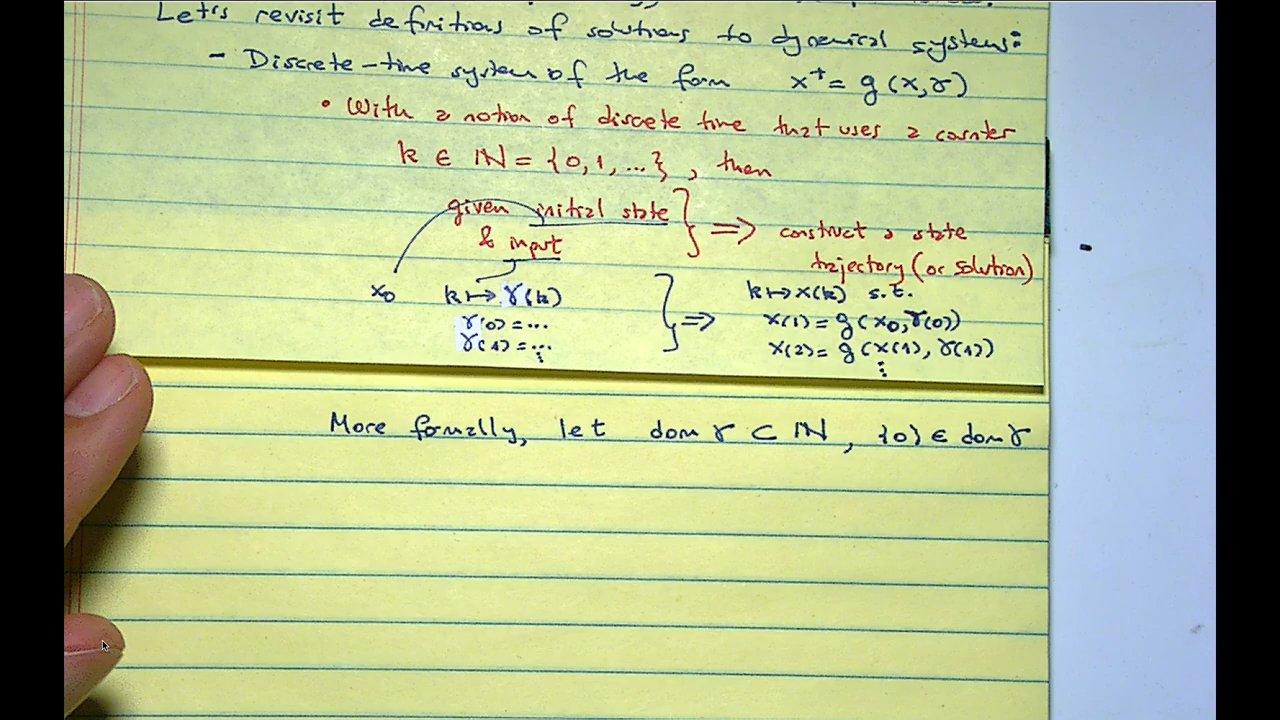 Let's revisit definitions of solutions to dynamical systems:
- Discrete-time system of the form x⁺ = g(x,γ)
• With a notion of discrete time that uses a counter
k ∈ ℕ = {0,1,...}, then
given initial state
& input
} ⇒ construct a state
trajectory (or solution)
x₀ k ↦ γ(k)
γ(0) = ...
γ(1) = ...
⋮
} ⇒ k ↦ x(k) s.t.
x(1) = g(x₀,γ(0))
x(2) = g(x(1),γ(1))
⋮
More formally, let dom γ ⊂ ℕ, {0} ∈ dom γ